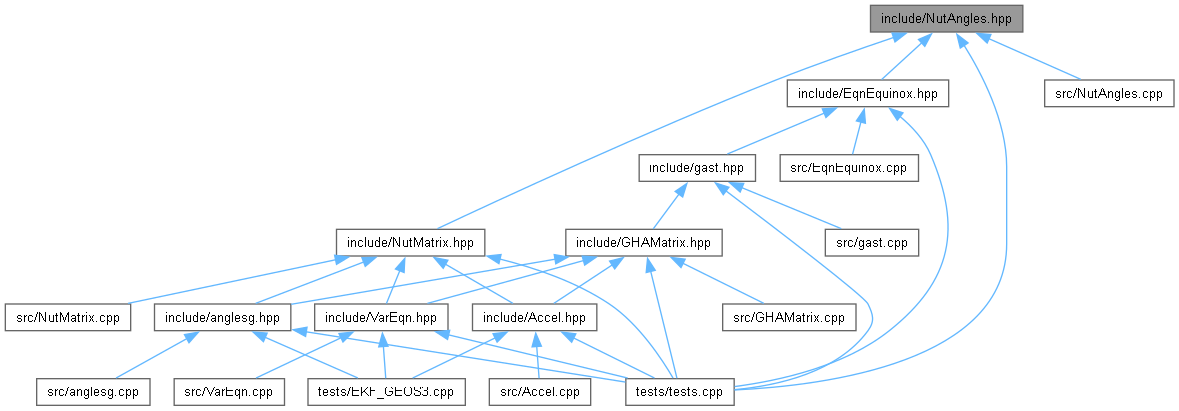 include/NutAngles.hpp
include/EqnEquinox.hpp
src/NutAngles.cpp
include/gast.hpp
src/EqnEquinox.cpp
include/NutMatrix.hpp
include/GHAMatrix.hpp
src/gast.cpp
src/NutMatrix.cpp
include/anglesg.hpp
include/VarEqn.hpp
include/Accel.hpp
src/GHAMatrix.cpp
src/anglesg.cpp
src/VarEqn.cpp
tests/EKF_GEOS3.cpp
src/Accel.cpp
tests/tests.cpp